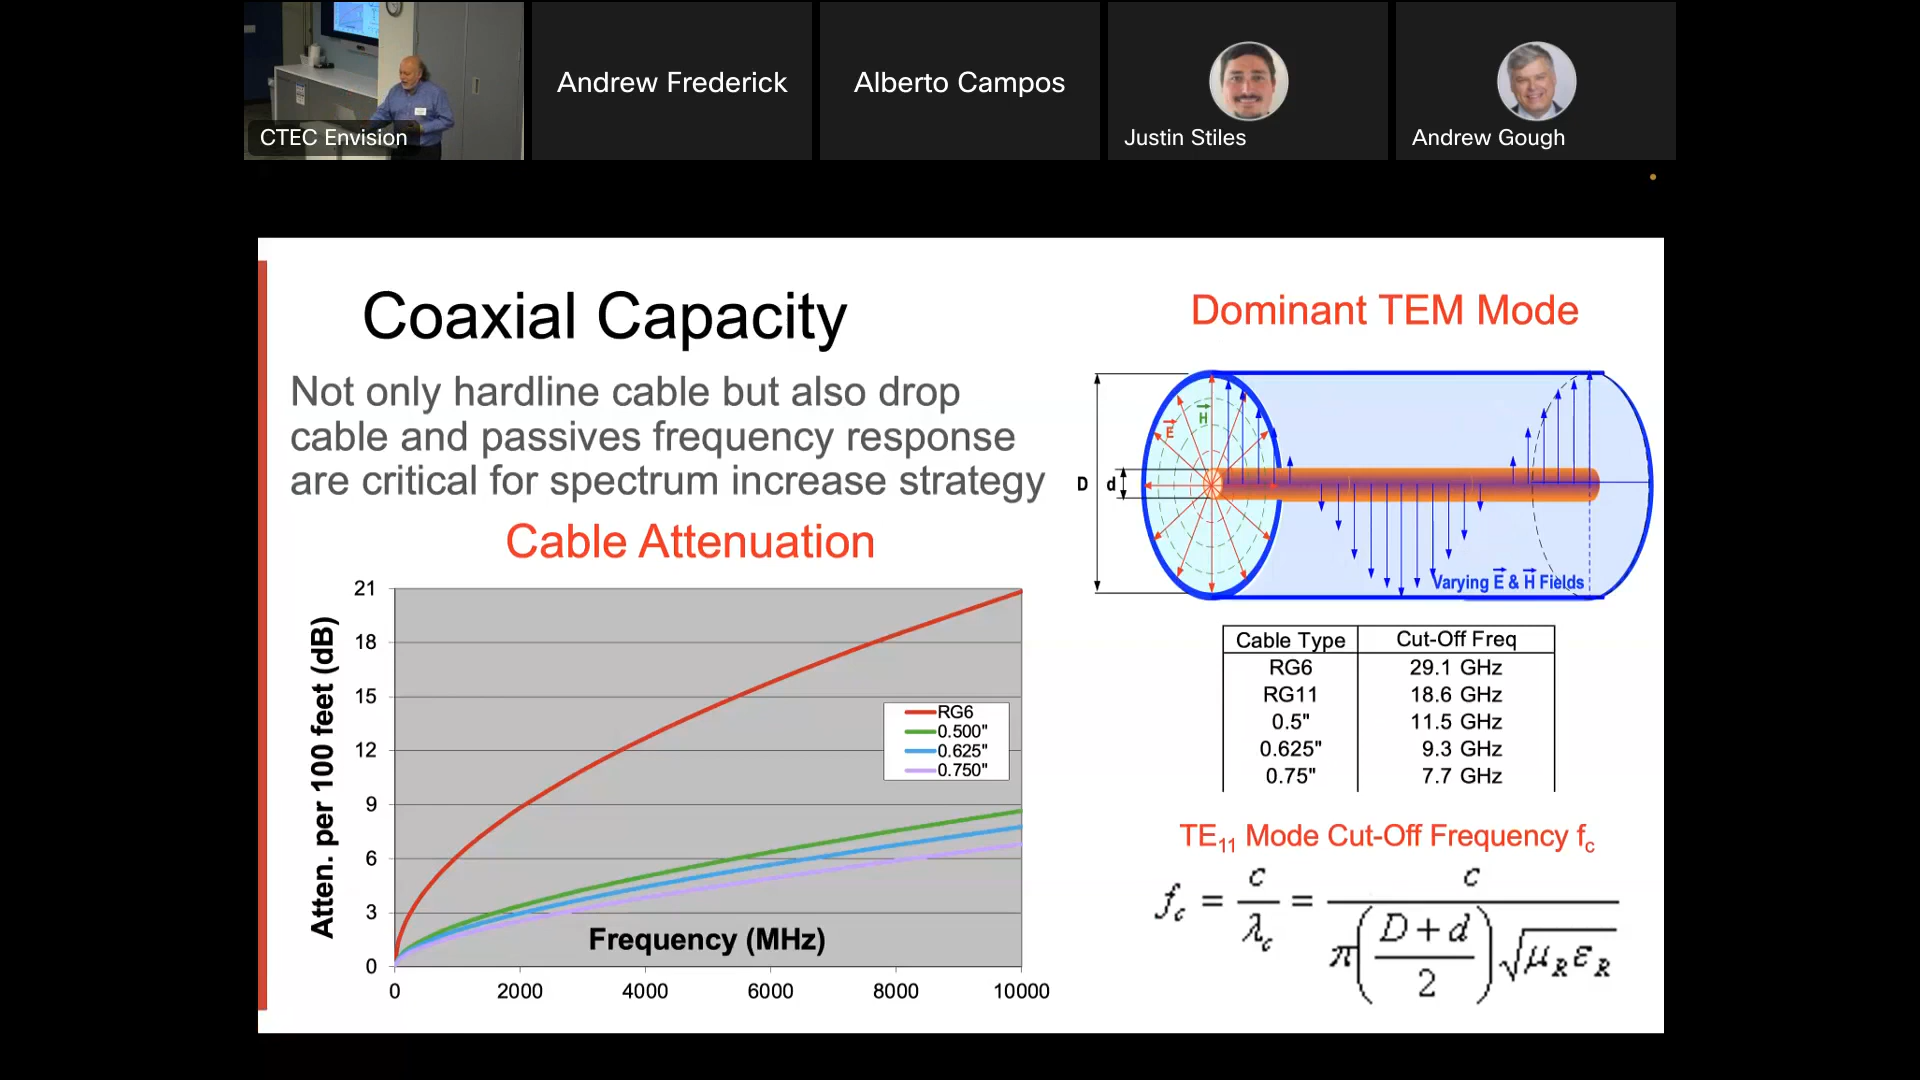 CTEC Envision
Andrew Frederick
Alberto Campos
Justin Stiles
Andrew Gough
Coaxial Capacity
Not only hardline cable but also drop
cable and passives frequency response
are critical for spectrum increase strategy
Cable Attenuation
Atten. per 100 feet (dB)
21
18
15
12
9
6
3
0
RG6
0.500"
0.625"
0.750"
Frequency (MHz)
0 2000 4000 6000 8000 10000
Dominant TEM Mode
D d
E
H
Varying E & H Fields
Cable Type Cut-Off Freq
RG6 29.1 GHz
RG11 18.6 GHz
0.5" 11.5 GHz
0.625" 9.3 GHz
0.75" 7.7 GHz
TE₁₁ Mode Cut-Off Frequency f_c
f_c = c / λ_c = c / (π((D + d) / 2)√(μ_R ε_R))